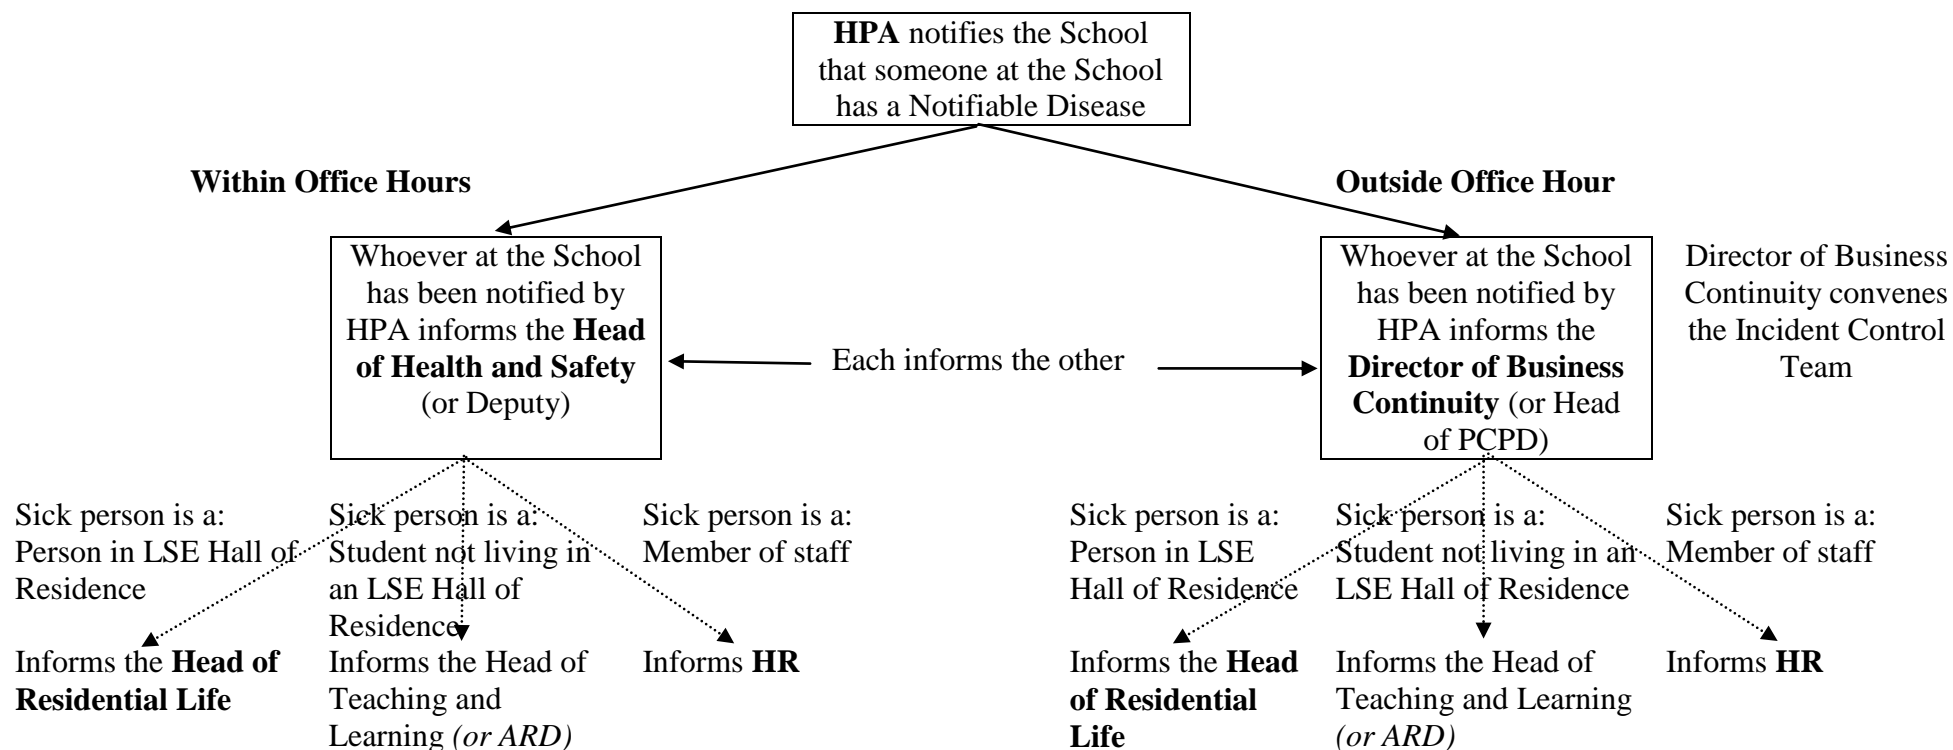 HPA notifies the School
that someone at the School
has a Notifiable Disease
Within Office Hours
Outside Office Hour
Whoever at the School
has been notified by
HPA informs the Head
of Health and Safety
(or Deputy)
Each informs the other
Whoever at the School
has been notified by
HPA informs the
Director of Business
Continuity (or Head
of PCPD)
Director of Business
Continuity convenes
the Incident Control
Team
Sick person is a:
Person in LSE Hall of
Residence
Informs the Head of
Residential Life
Sick person is a:
Student not living in
an LSE Hall of
Residence
Informs the Head of
Teaching and
Learning (or ARD)
Sick person is a:
Member of staff
Informs HR
Sick person is a:
Person in LSE
Hall of Residence
Informs the Head
of Residential
Life
Sick person is a:
Student not living in an
LSE Hall of Residence
Informs the Head of
Teaching and Learning
(or ARD)
Sick person is a:
Member of staff
Informs HR